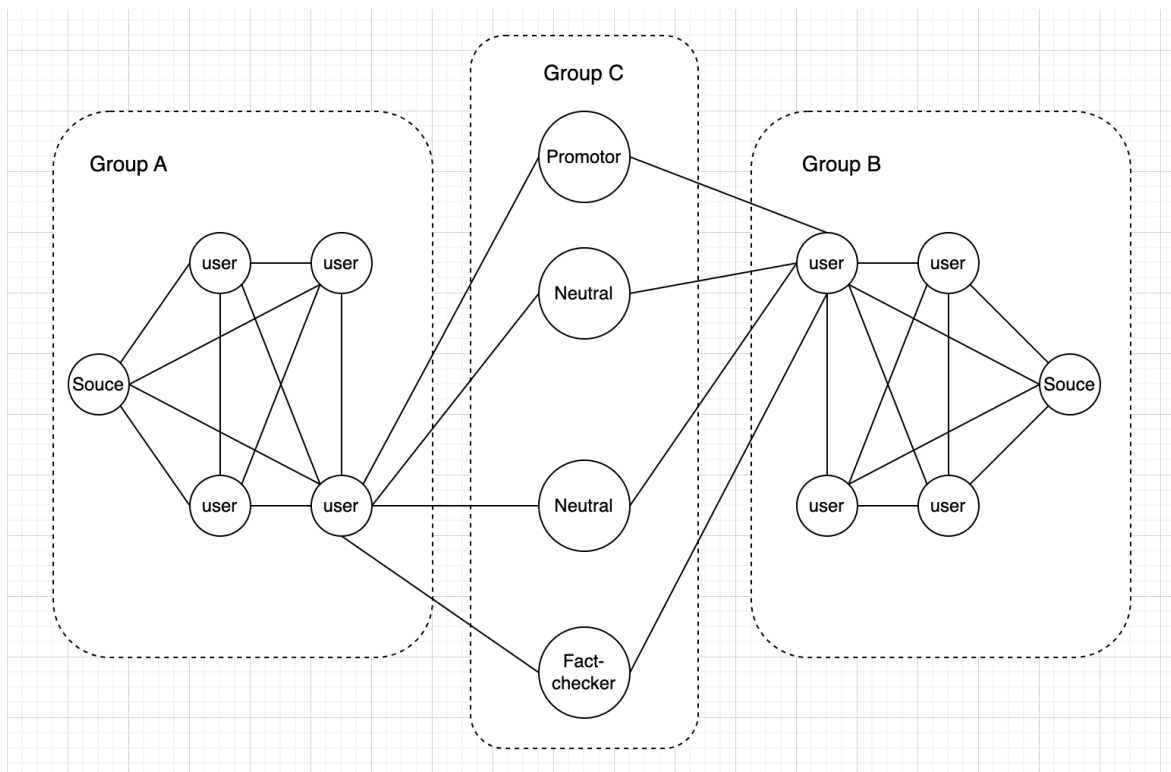 Group C
Promotor
Group A
Group B
user
user
user
user
Neutral
Souce
Souce
user
user
Neutral
user
user
Fact-
checker